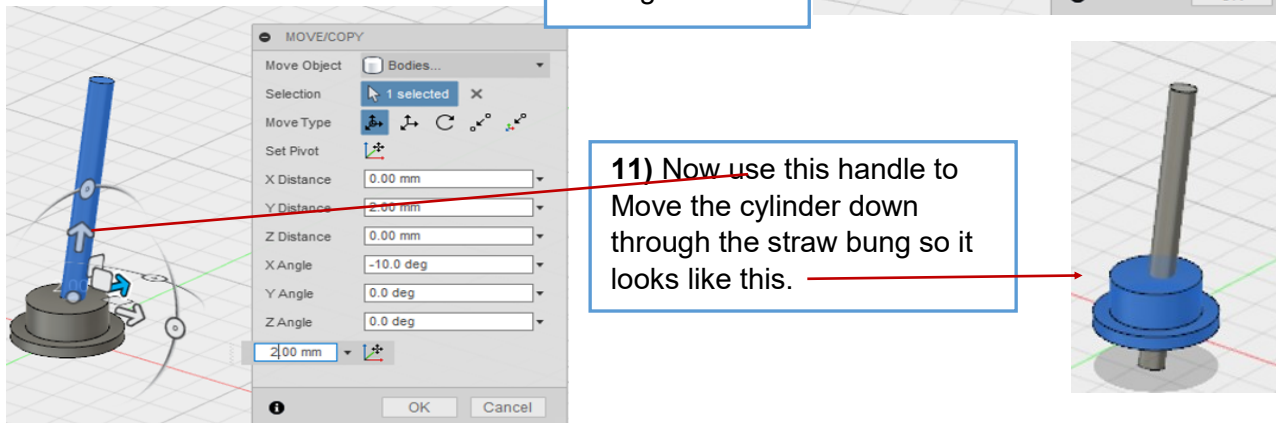 MOVE/COPY
Move Object Bodies...
Selection 1 selected
Move Type
Set Pivot
X Distance 0.00 mm
Y Distance 2.00 mm
Z Distance 0.00 mm
X Angle -10.0 deg
Y Angle 0.0 deg
Z Angle 0.0 deg
2.00 mm
OK Cancel
11) Now use this handle to
Move the cylinder down
through the straw bung so it
looks like this.